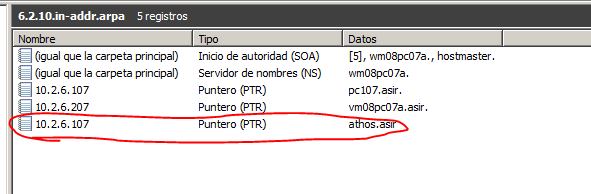 6.2.10.in-addr.arpa 5 registros
Nombre Tipo Datos
(igual que la carpeta principal) Inicio de autoridad (SOA) [5], wm08pc07a., hostmaster.
(igual que la carpeta principal) Servidor de nombres (NS) wm08pc07a.
10.2.6.107 Puntero (PTR) pc107.asir.
10.2.6.207 Puntero (PTR) vm08pc07a.asir.
10.2.6.107 Puntero (PTR) athos.asir